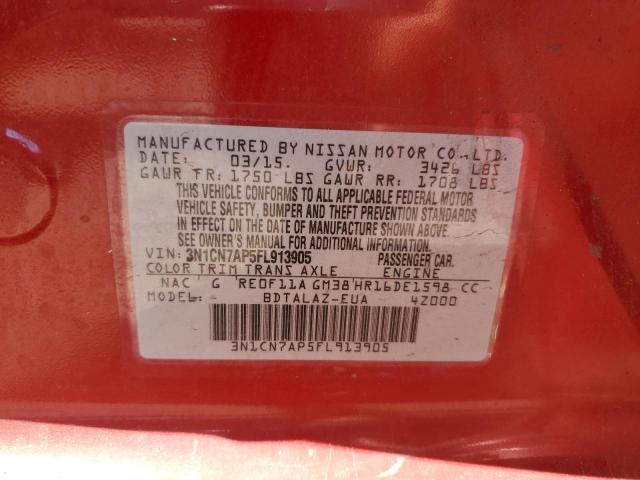 MANUFACTURED BY NISSAN MOTOR CO., LTD.
DATE: 03/15. GVWR: 3426 LBS
GAWR FR: 1750 LBS GAWR RR: 1708 LBS
THIS VEHICLE CONFORMS TO ALL APPLICABLE FEDERAL MOTOR
VEHICLE SAFETY, BUMPER AND THEFT PREVENTION STANDARDS
IN EFFECT ON THE DATE OF MANUFACTURE SHOWN ABOVE.
SEE OWNER'S MANUAL FOR ADDITIONAL INFORMATION.
VIN: 3N1CN7AP5FL913905 PASSENGER CAR.
COLOR TRIM TRANS AXLE ENGINE
NAC G RE0F11A GM38 HR16DE1598 CC
MODEL: BDTALAZ-EUA 4Z000
3N1CN7AP5FL913905